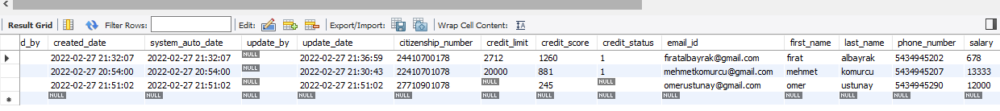 Result Grid Filter Rows: Edit: Export/Import: Wrap Cell Content: IA
d_by created_date system_auto_date update_by update_date citizenship_number credit_limit credit_score credit_status email_id first_name last_name phone_number salary
2022-02-27 21:32:07 2022-02-27 21:32:07 NULL 2022-02-27 21:36:59 24410700178 2712 1260 1 firatalbayrak@gmail.com firat albayrak 5434945202 678
2022-02-27 20:54:00 2022-02-27 20:54:00 NULL 2022-02-27 21:30:43 22410700178 20000 881 1 mehmetkomurcu@gmail.com mehmet komurcu 5434945207 13333
2022-02-27 21:51:02 2022-02-27 21:51:02 NULL 2022-02-27 21:51:02 27710901078 NULL 245 NULL omerustunay@gmail.com omer ustunay 5434945290 12000
NULL NULL NULL NULL NULL NULL NULL NULL NULL NULL NULL NULL NULL NULL